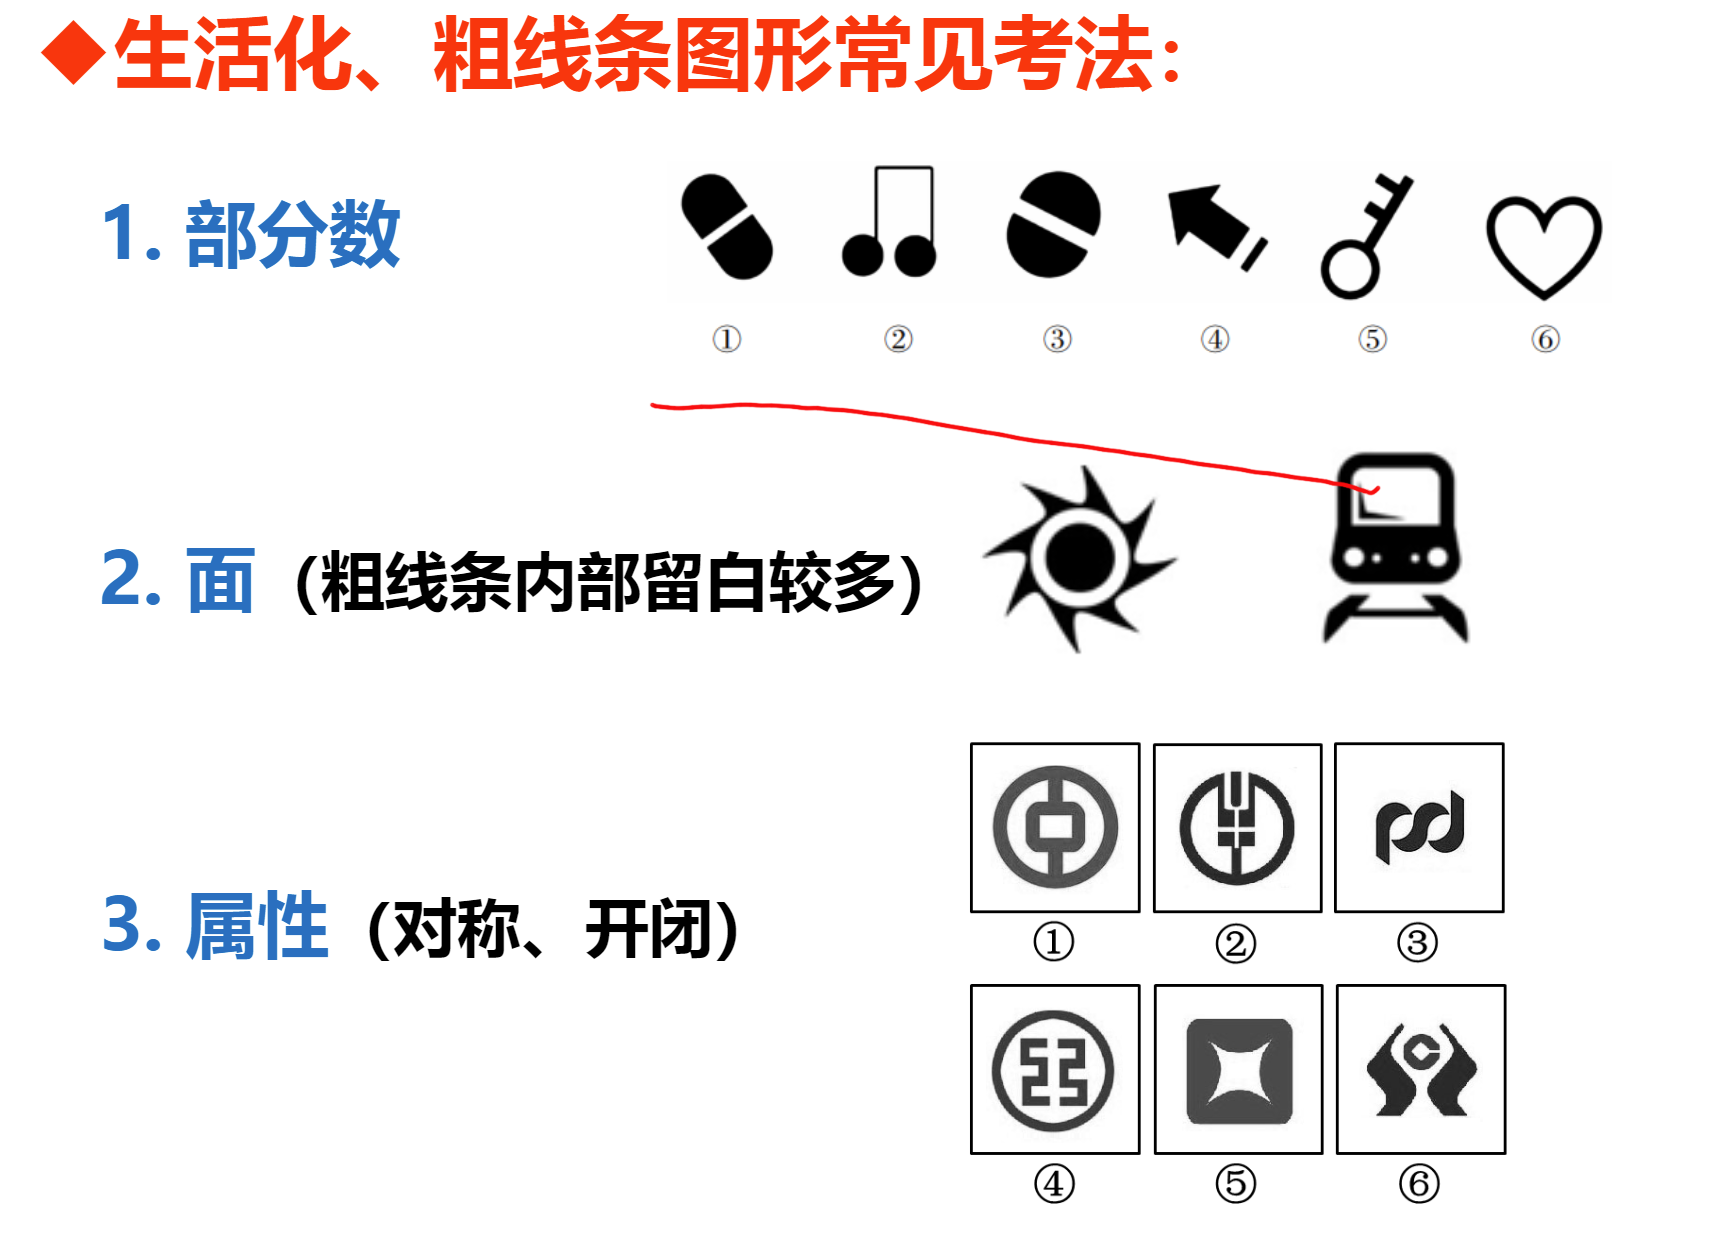 ◆生活化、粗线条图形常见考法：
1. 部分数
① ② ③ ④ ⑤ ⑥
2. 面（粗线条内部留白较多）
3. 属性（对称、开闭）
① ② ③
④ ⑤ ⑥